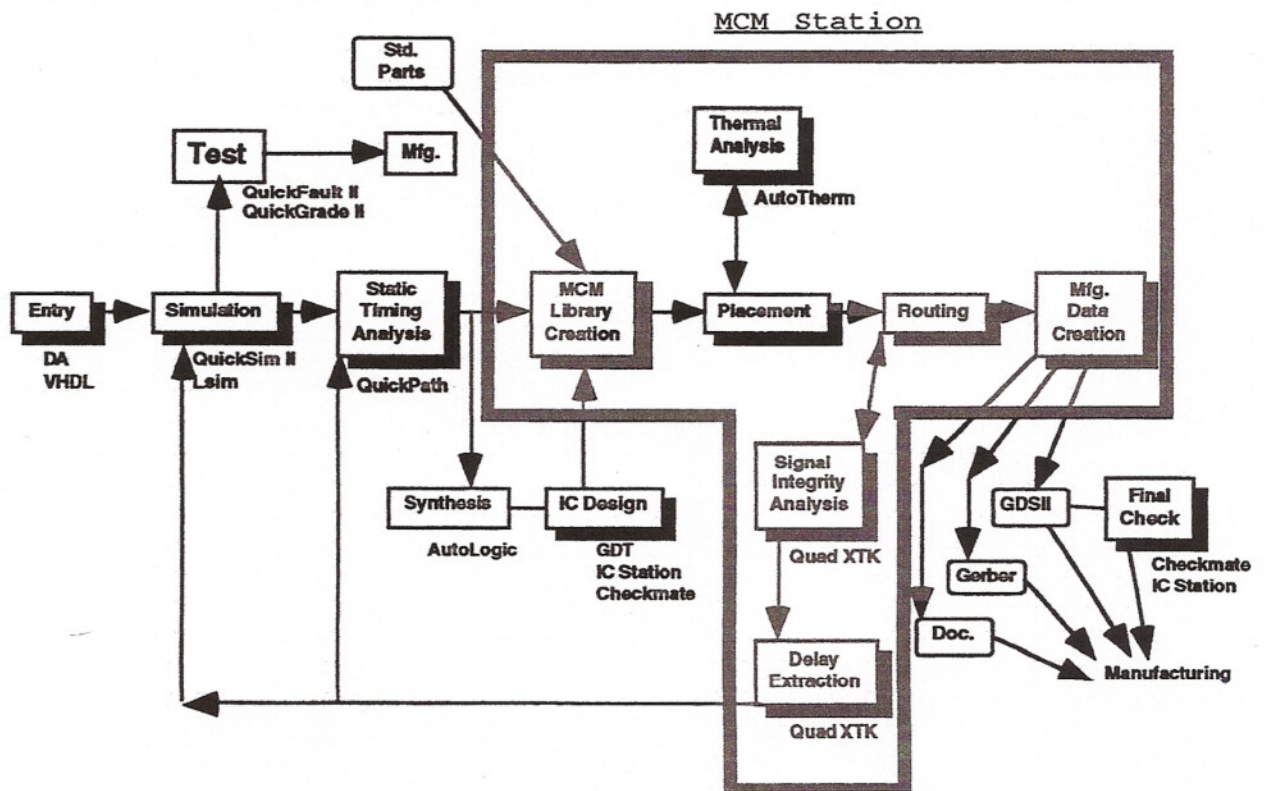 MCM Station
Std.
Parts
Thermal
Analysis
AutoTherm
Test
Mfg.
QuickFault II
QuickGrade II
Entry
DA
VHDL
Simulation
QuickSim II
Lsim
Static
Timing
Analysis
QuickPath
MCM
Library
Creation
Placement
Routing
Mfg.
Data
Creation
Synthesis
AutoLogic
IC Design
GDT
IC Station
Checkmate
Signal
Integrity
Analysis
Quad XTK
GDSII
Final
Check
Checkmate
IC Station
Gerber
Doc.
Manufacturing
Delay
Extraction
Quad XTK